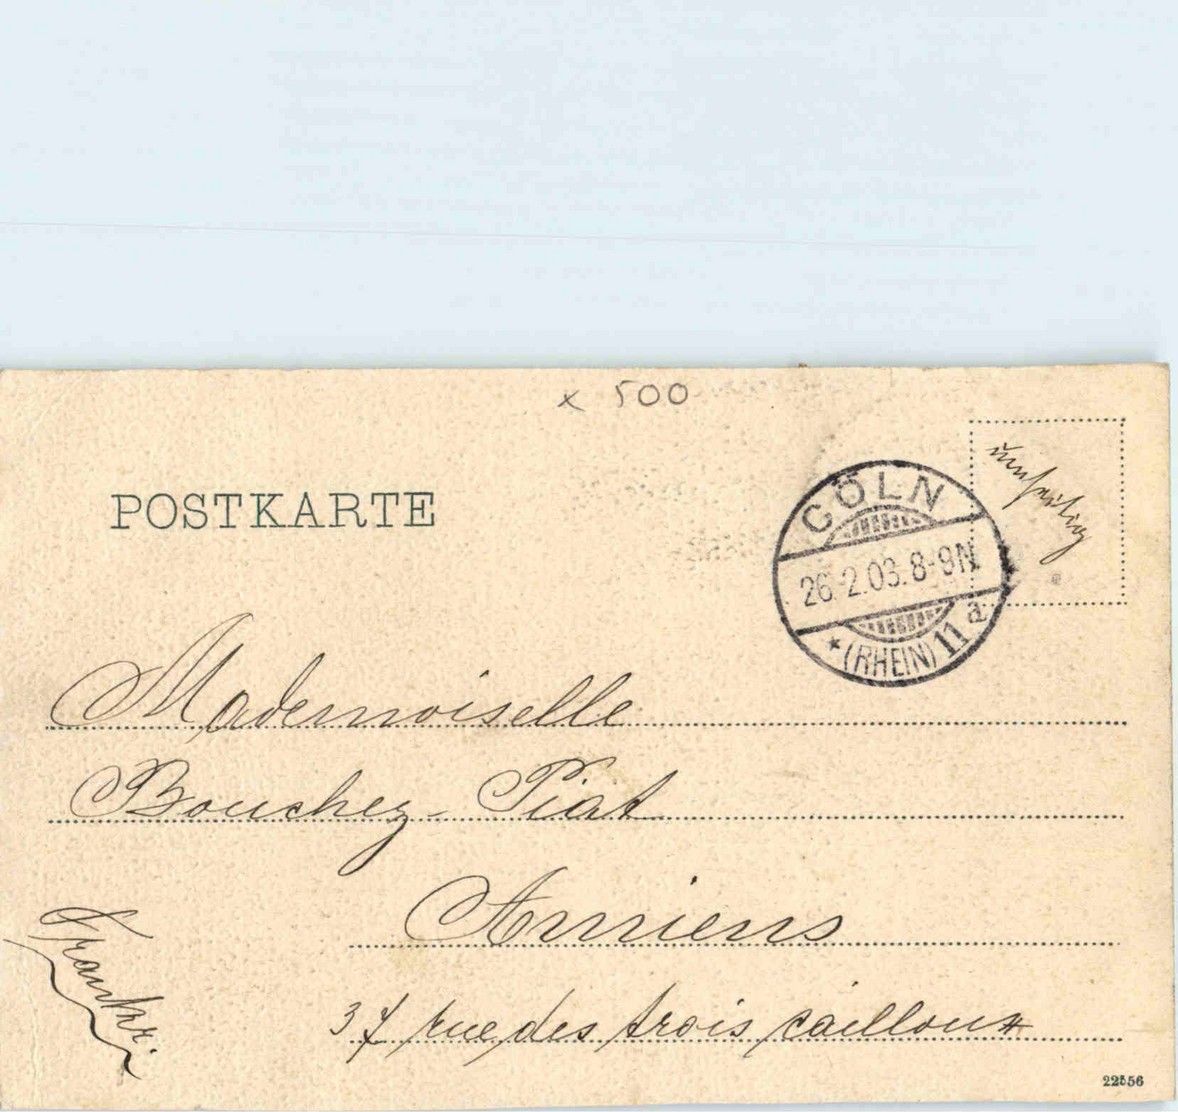 x 500
POSTKARTE
CÖLN
26.2.03.8-9N
* (RHEIN) 11 a
umseitig
Mademoiselle
Bouchez-Piat
Amiens
37 rue des trois cailloux
22556